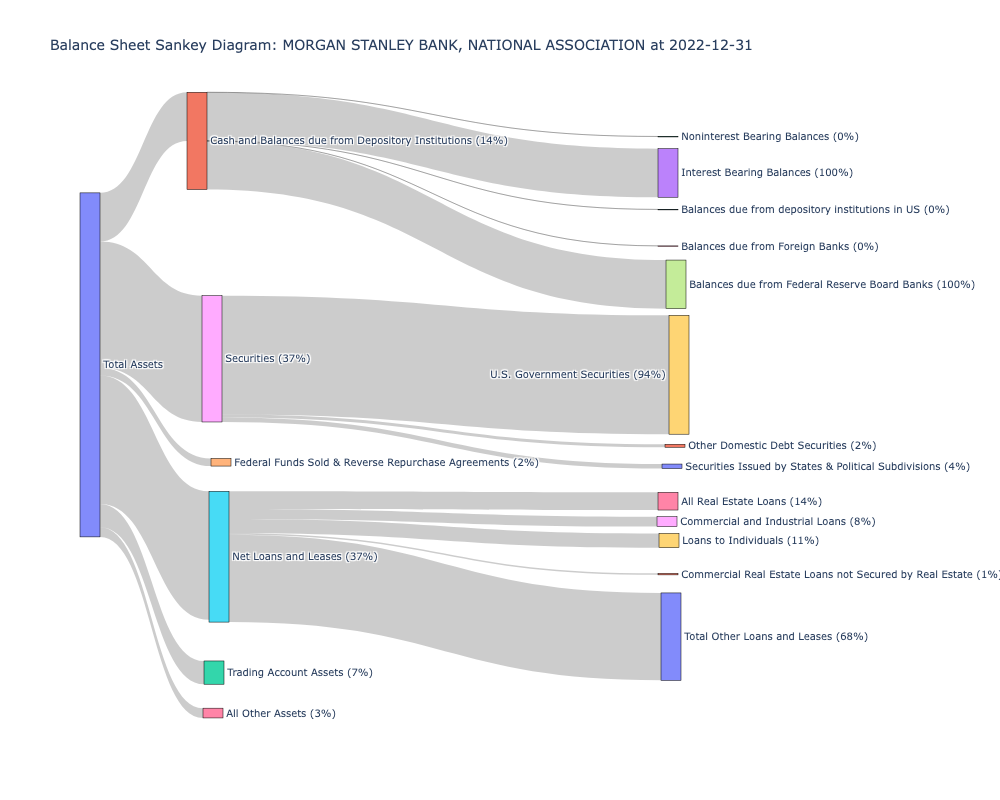 Balance Sheet Sankey Diagram: MORGAN STANLEY BANK, NATIONAL ASSOCIATION at 2022-12-31
Total Assets
Cash and Balances due from Depository Institutions (14%)
Securities (37%)
Federal Funds Sold & Reverse Repurchase Agreements (2%)
Net Loans and Leases (37%)
Trading Account Assets (7%)
All Other Assets (3%)
Noninterest Bearing Balances (0%)
Interest Bearing Balances (100%)
Balances due from depository institutions in US (0%)
Balances due from Foreign Banks (0%)
Balances due from Federal Reserve Board Banks (100%)
U.S. Government Securities (94%)
Other Domestic Debt Securities (2%)
Securities Issued by States & Political Subdivisions (4%)
All Real Estate Loans (14%)
Commercial and Industrial Loans (8%)
Loans to Individuals (11%)
Commercial Real Estate Loans not Secured by Real Estate (1%
Total Other Loans and Leases (68%)